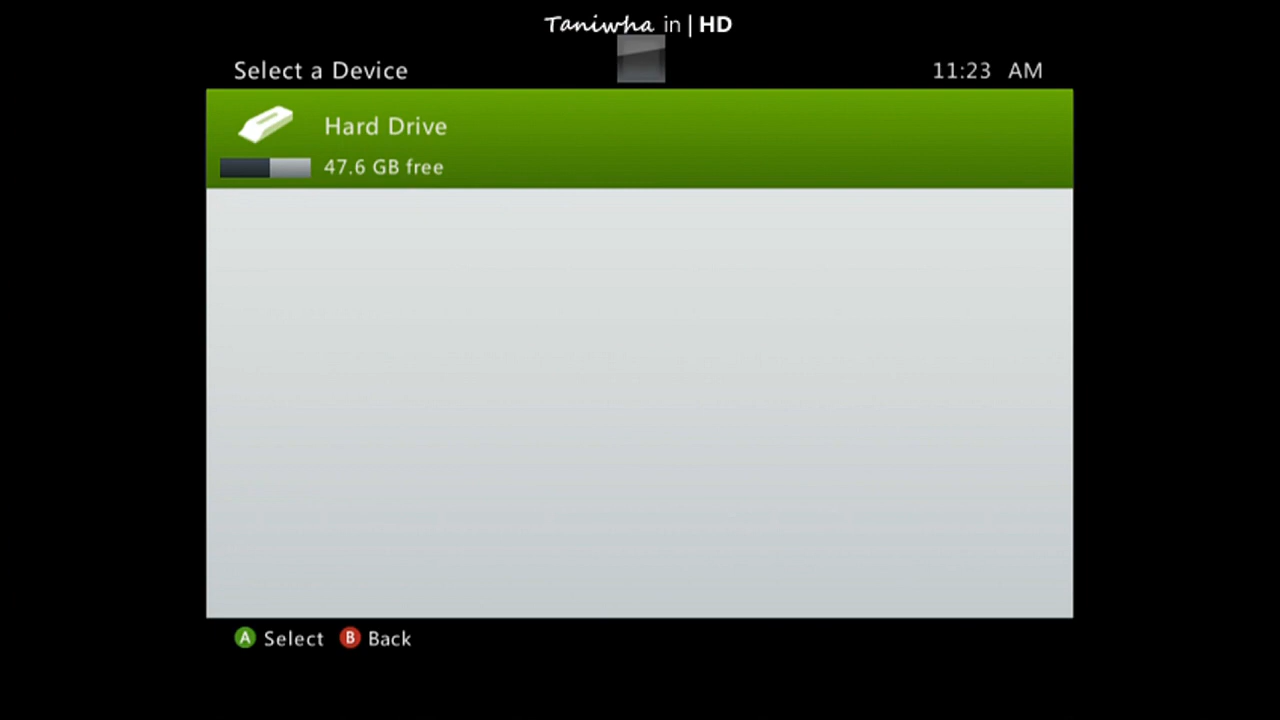 Taniwha in | HD
Select a Device
11:23 AM
Hard Drive
47.6 GB free
A Select B Back